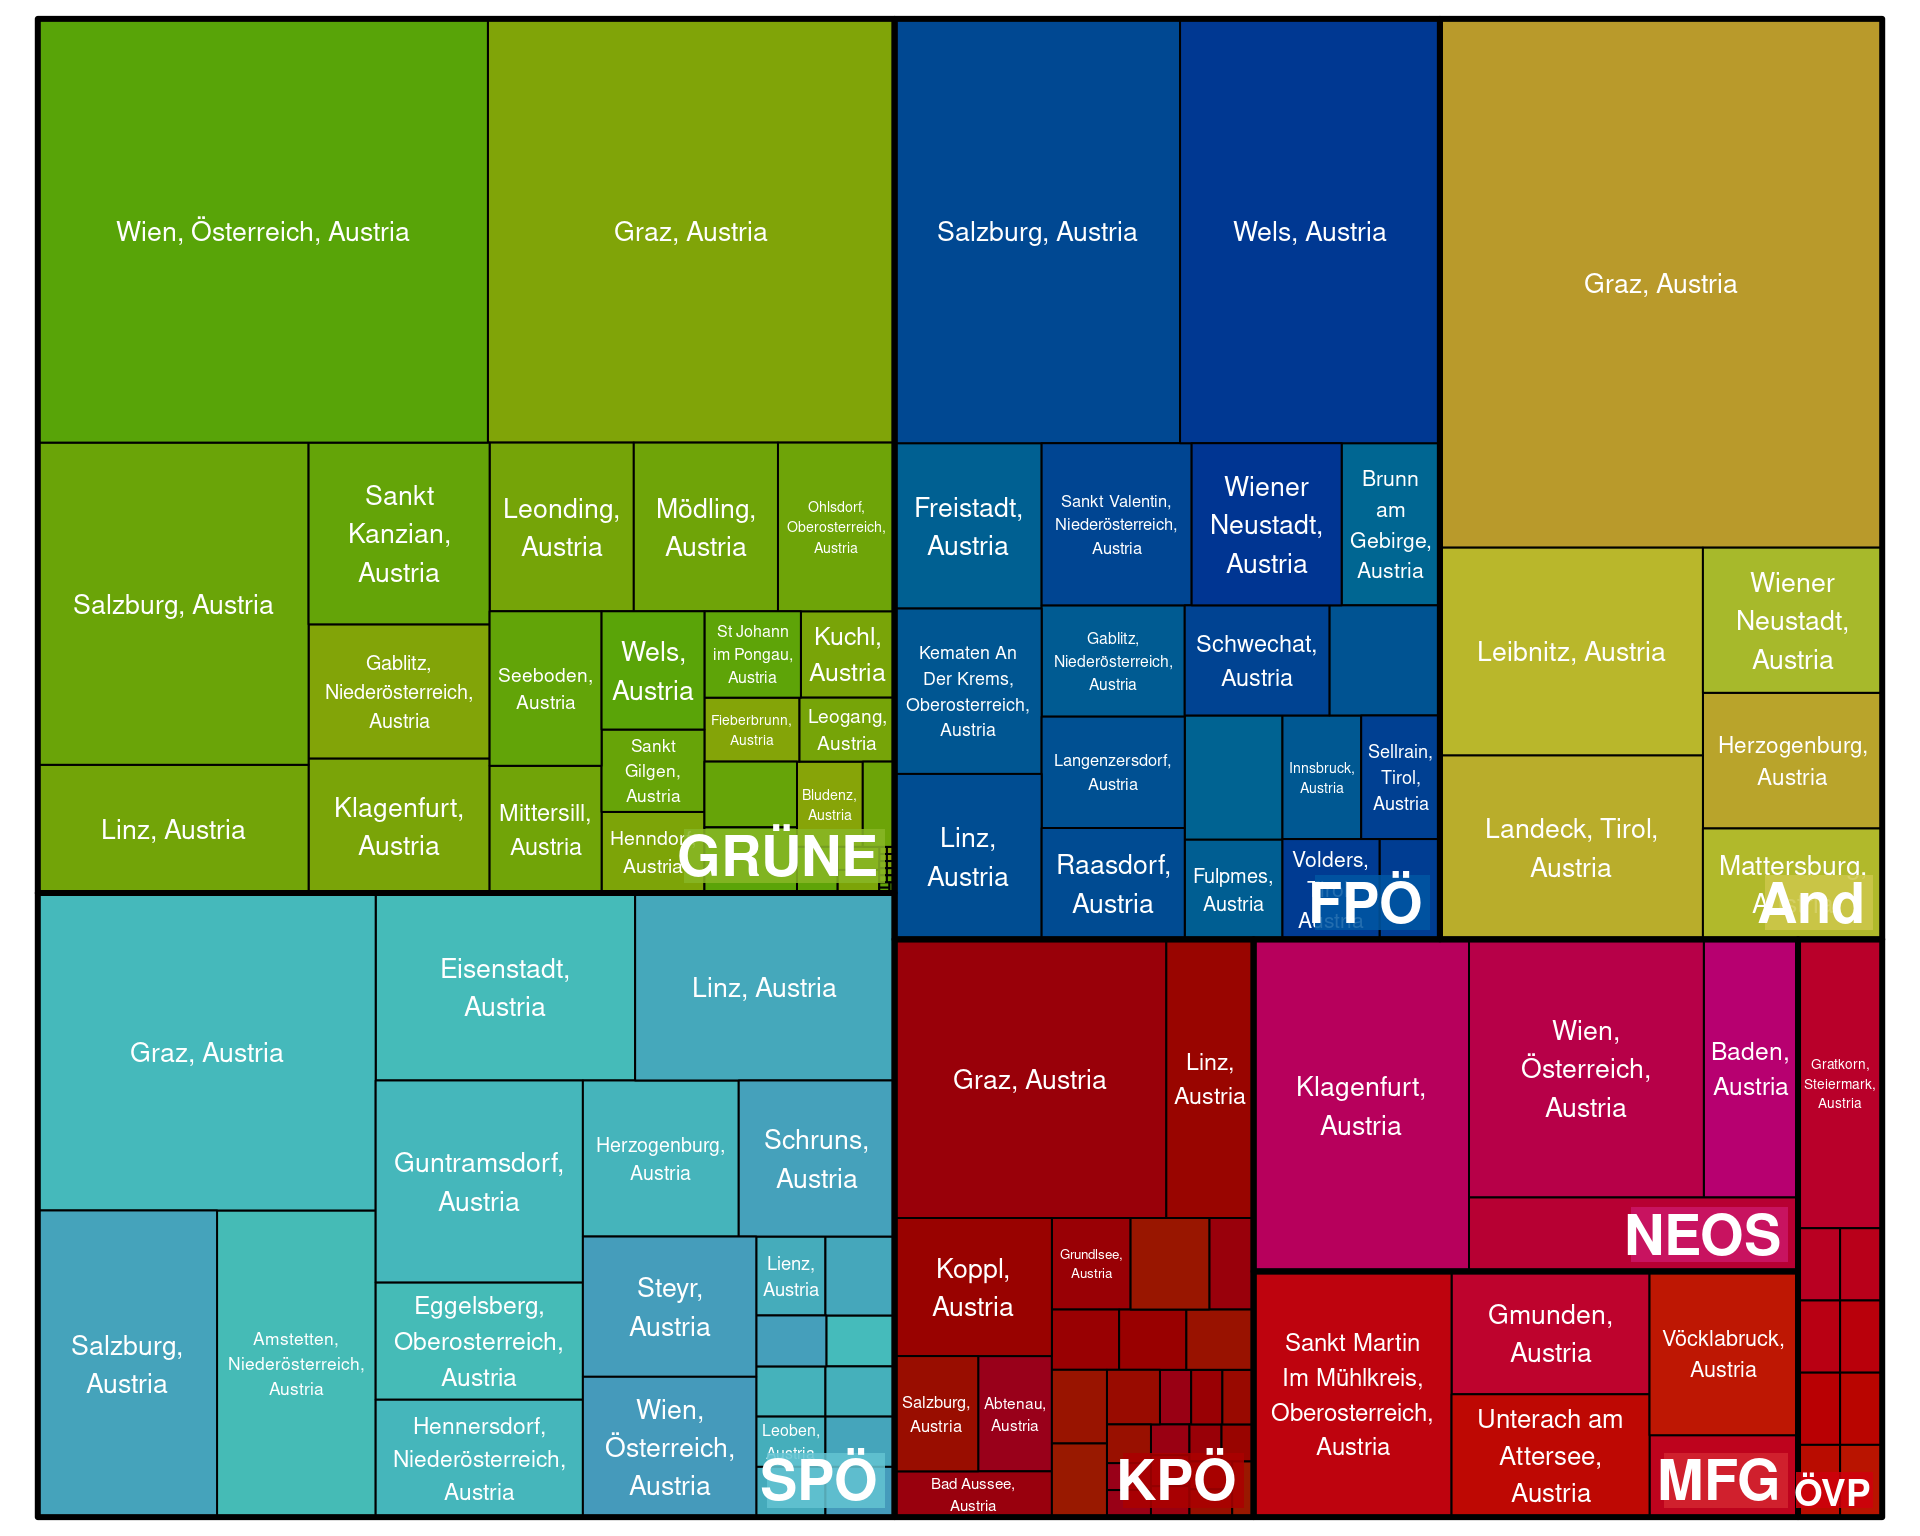 Wien, Österreich, Austria
Graz, Austria
Salzburg, Austria
Sankt
Kanzian,
Austria
Leonding,
Austria
Mödling,
Austria
Ohlsdorf,
Oberosterreich,
Austria
Gablitz,
Niederösterreich,
Austria
Seeboden,
Austria
Wels,
Austria
St Johann
im Pongau,
Austria
Kuchl,
Austria
Fieberbrunn,
Austria
Leogang,
Austria
Sankt
Gilgen,
Austria
Linz, Austria
Klagenfurt,
Austria
Mittersill,
Austria
Bludenz,
Austria
Austria
GRÜNE
Salzburg, Austria
Wels, Austria
Freistadt,
Austria
Sankt Valentin,
Niederösterreich,
Austria
Wiener
Neustadt,
Austria
Brunn
am
Gebirge,
Austria
Kematen An
Der Krems,
Oberosterreich,
Austria
Gablitz,
Niederösterreich,
Austria
Schwechat,
Austria
Langenzersdorf,
Austria
Innsbruck,
Austria
Sellrain,
Tirol,
Austria
Linz,
Austria
Raasdorf,
Austria
Fulpmes,
Austria
Volders,
Austria
FPÖ
Graz, Austria
Leibnitz, Austria
Wiener
Neustadt,
Austria
Herzogenburg,
Austria
Landeck, Tirol,
Austria
Mattersburg,
And
Graz, Austria
Eisenstadt,
Austria
Linz, Austria
Guntramsdorf,
Austria
Herzogenburg,
Austria
Schruns,
Austria
Salzburg,
Austria
Amstetten,
Niederösterreich,
Austria
Eggelsberg,
Oberosterreich,
Austria
Steyr,
Austria
Lienz,
Austria
Hennersdorf,
Niederösterreich,
Austria
Wien,
Österreich,
Austria
Leoben,
Austria
SPÖ
Graz, Austria
Linz,
Austria
Koppl,
Austria
Grundlsee,
Austria
Salzburg,
Austria
Abtenau,
Austria
Bad Aussee,
Austria
KPÖ
Klagenfurt,
Austria
Wien,
Österreich,
Austria
Baden,
Austria
NEOS
Sankt Martin
Im Mühlkreis,
Oberosterreich,
Austria
Gmunden,
Austria
Vöcklabruck,
Austria
Unterach am
Attersee,
Austria
MFG
Gratkorn,
Steiermark,
Austria
ÖVP